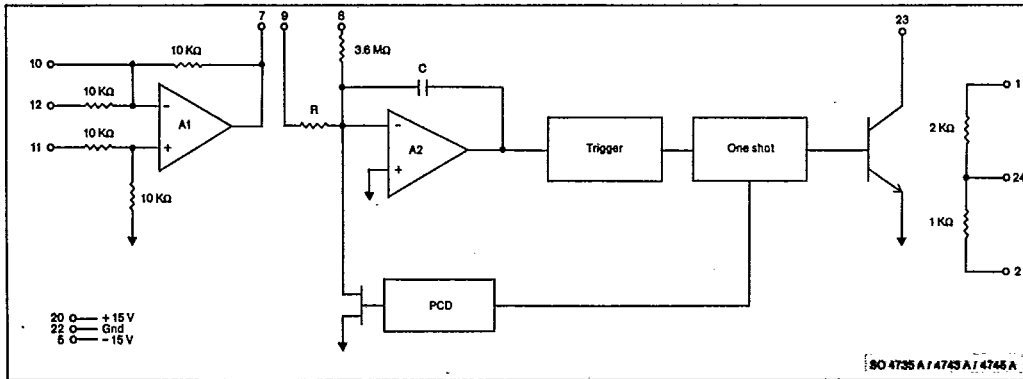 7
9
8
23
10
10 KΩ
3.6 MΩ
C
12
10 KΩ
−
A1
R
1
11
10 KΩ
+
−
A2
+
Trigger
One shot
2 KΩ
24
10 KΩ
1 KΩ
2
PCD
20 +15 V
22 Gnd
5 −15 V
SO 4735 A / 4743 A / 4745 A